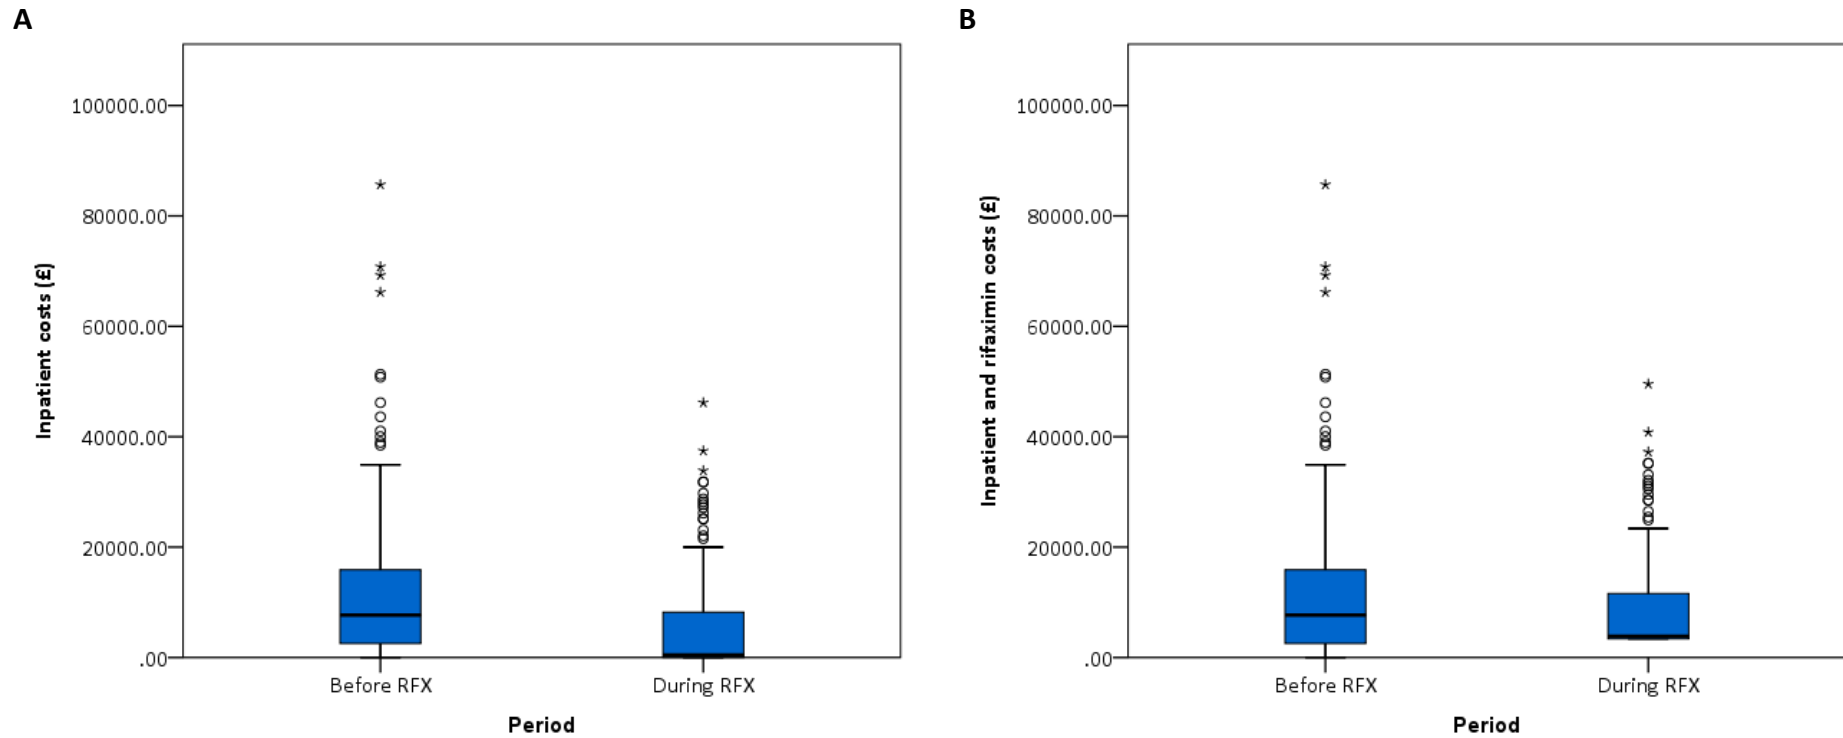 A
Inpatient costs (£)
100000.00
80000.00
60000.00
40000.00
20000.00
.00
Before RFX
During RFX
Period
B
Inpatient and rifaximin costs (£)
100000.00
80000.00
60000.00
40000.00
20000.00
.00
Before RFX
During RFX
Period